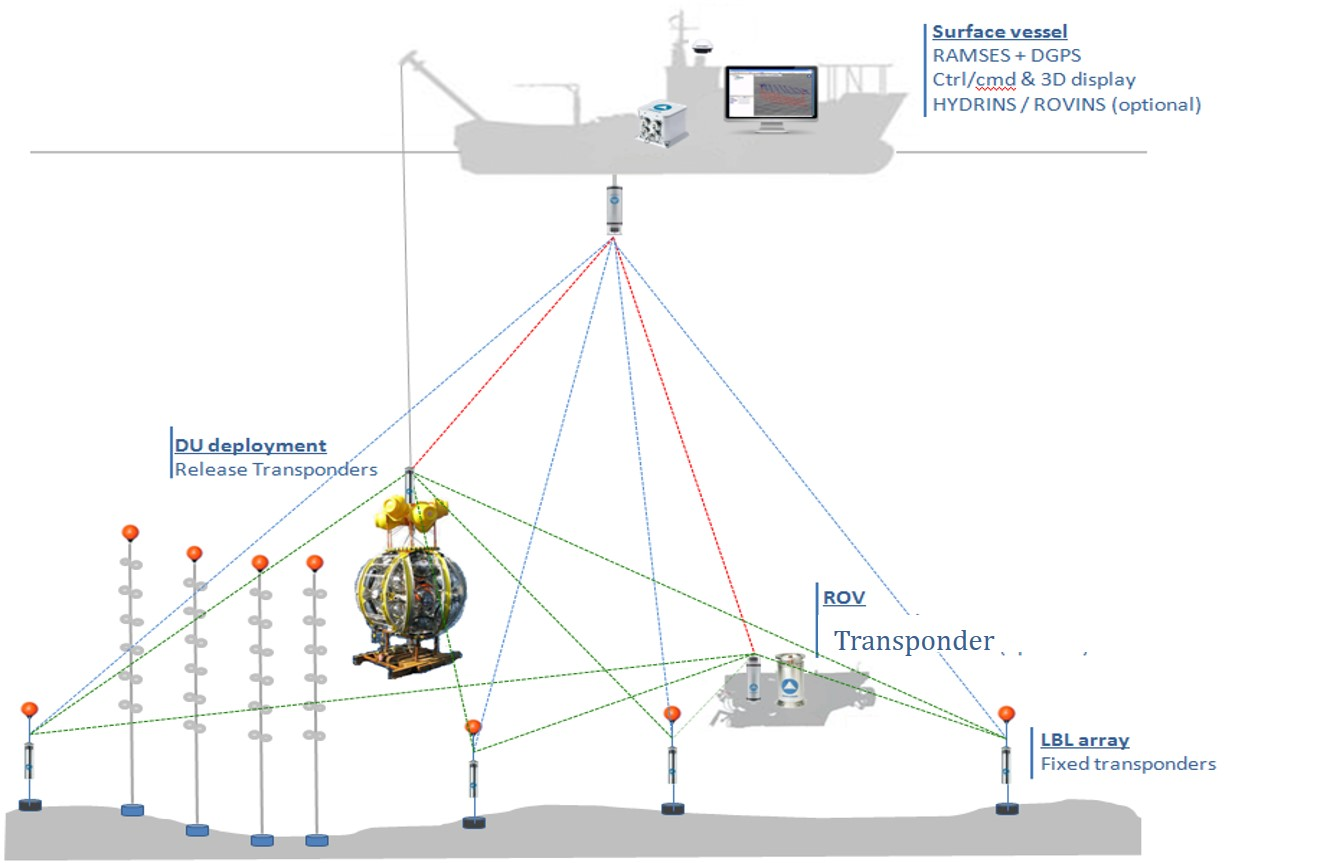 Surface vessel
RAMSES + DGPS
Ctrl/cmd & 3D display
HYDRINS / ROVINS (optional)
DU deployment
Release Transponders
ROV
Transponder
LBL array
Fixed transponders